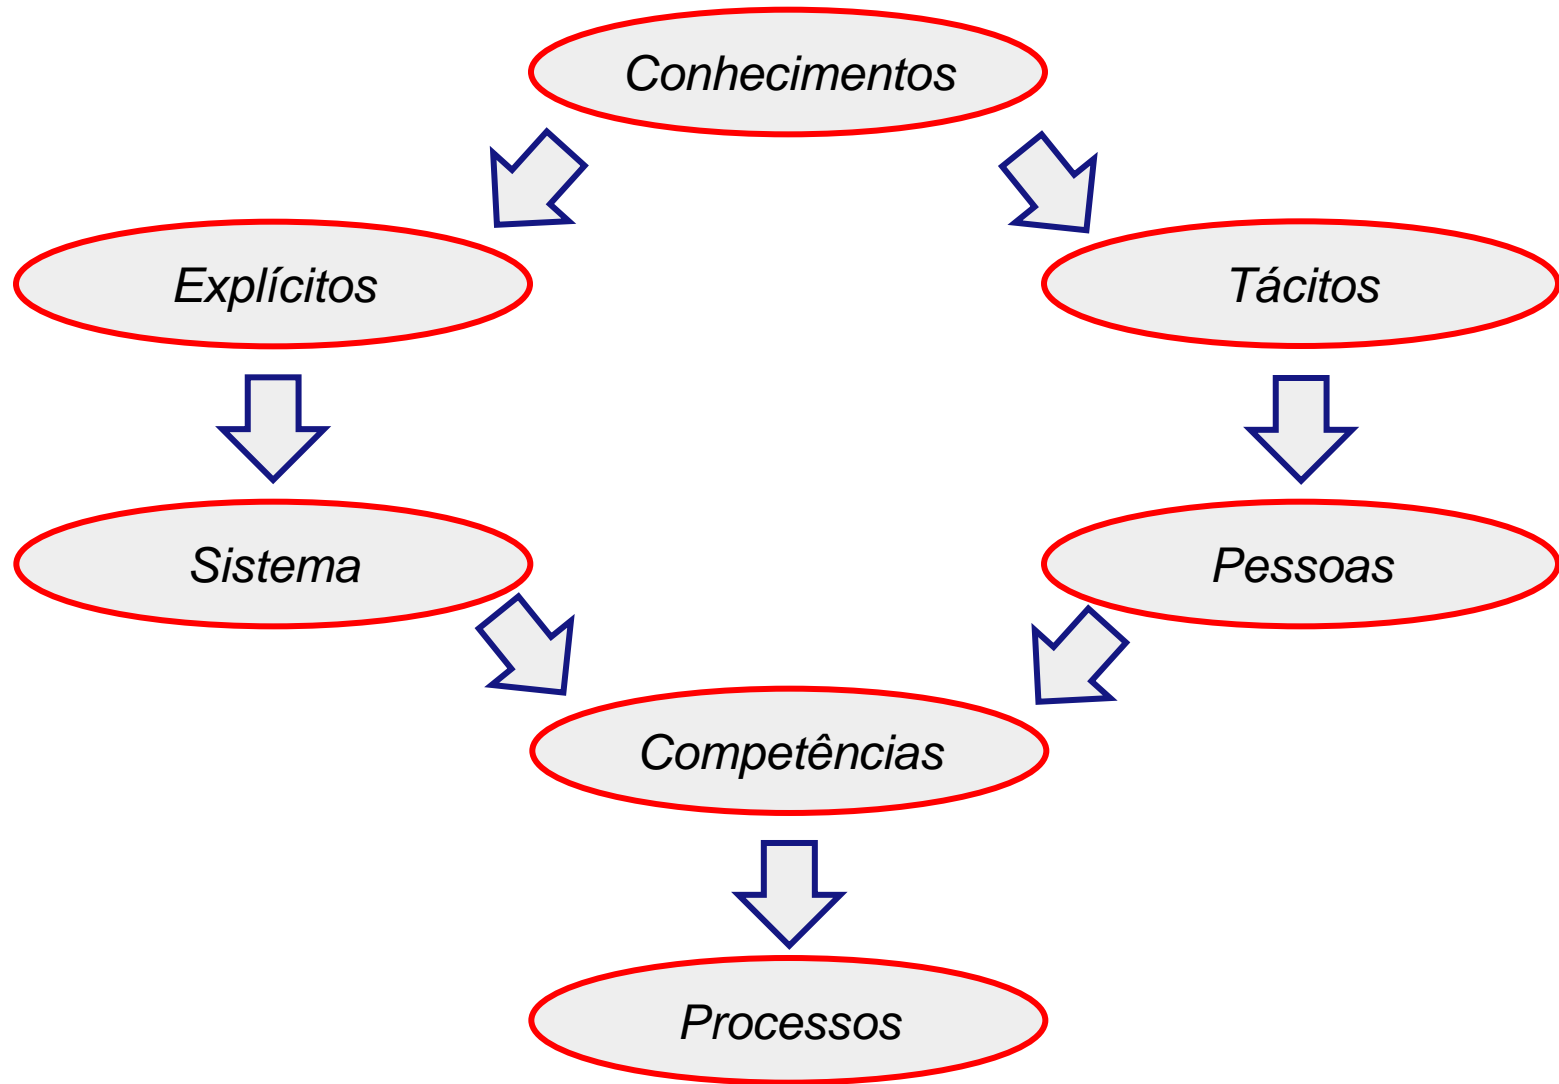 Conhecimentos
Explícitos
Tácitos
Sistema
Pessoas
Competências
Processos